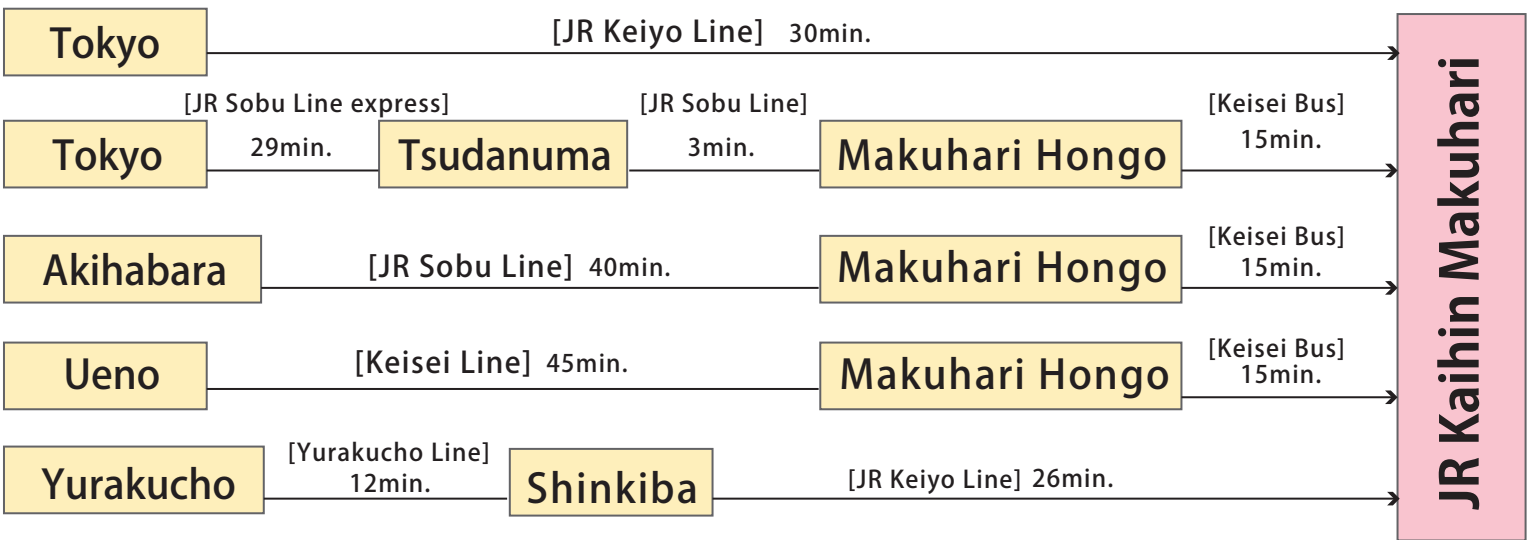 Tokyo
[JR Keiyo Line] 30min.
[JR Sobu Line express]
[JR Sobu Line]
[Keisei Bus]
Tokyo
29min.
Tsudanuma
3min.
Makuhari Hongo
15min.
Akihabara
[JR Sobu Line] 40min.
Makuhari Hongo
[Keisei Bus]
15min.
Ueno
[Keisei Line] 45min.
Makuhari Hongo
[Keisei Bus]
15min.
Yurakucho
[Yurakucho Line]
12min.
Shinkiba
[JR Keiyo Line] 26min.
JR Kaihin Makuhari